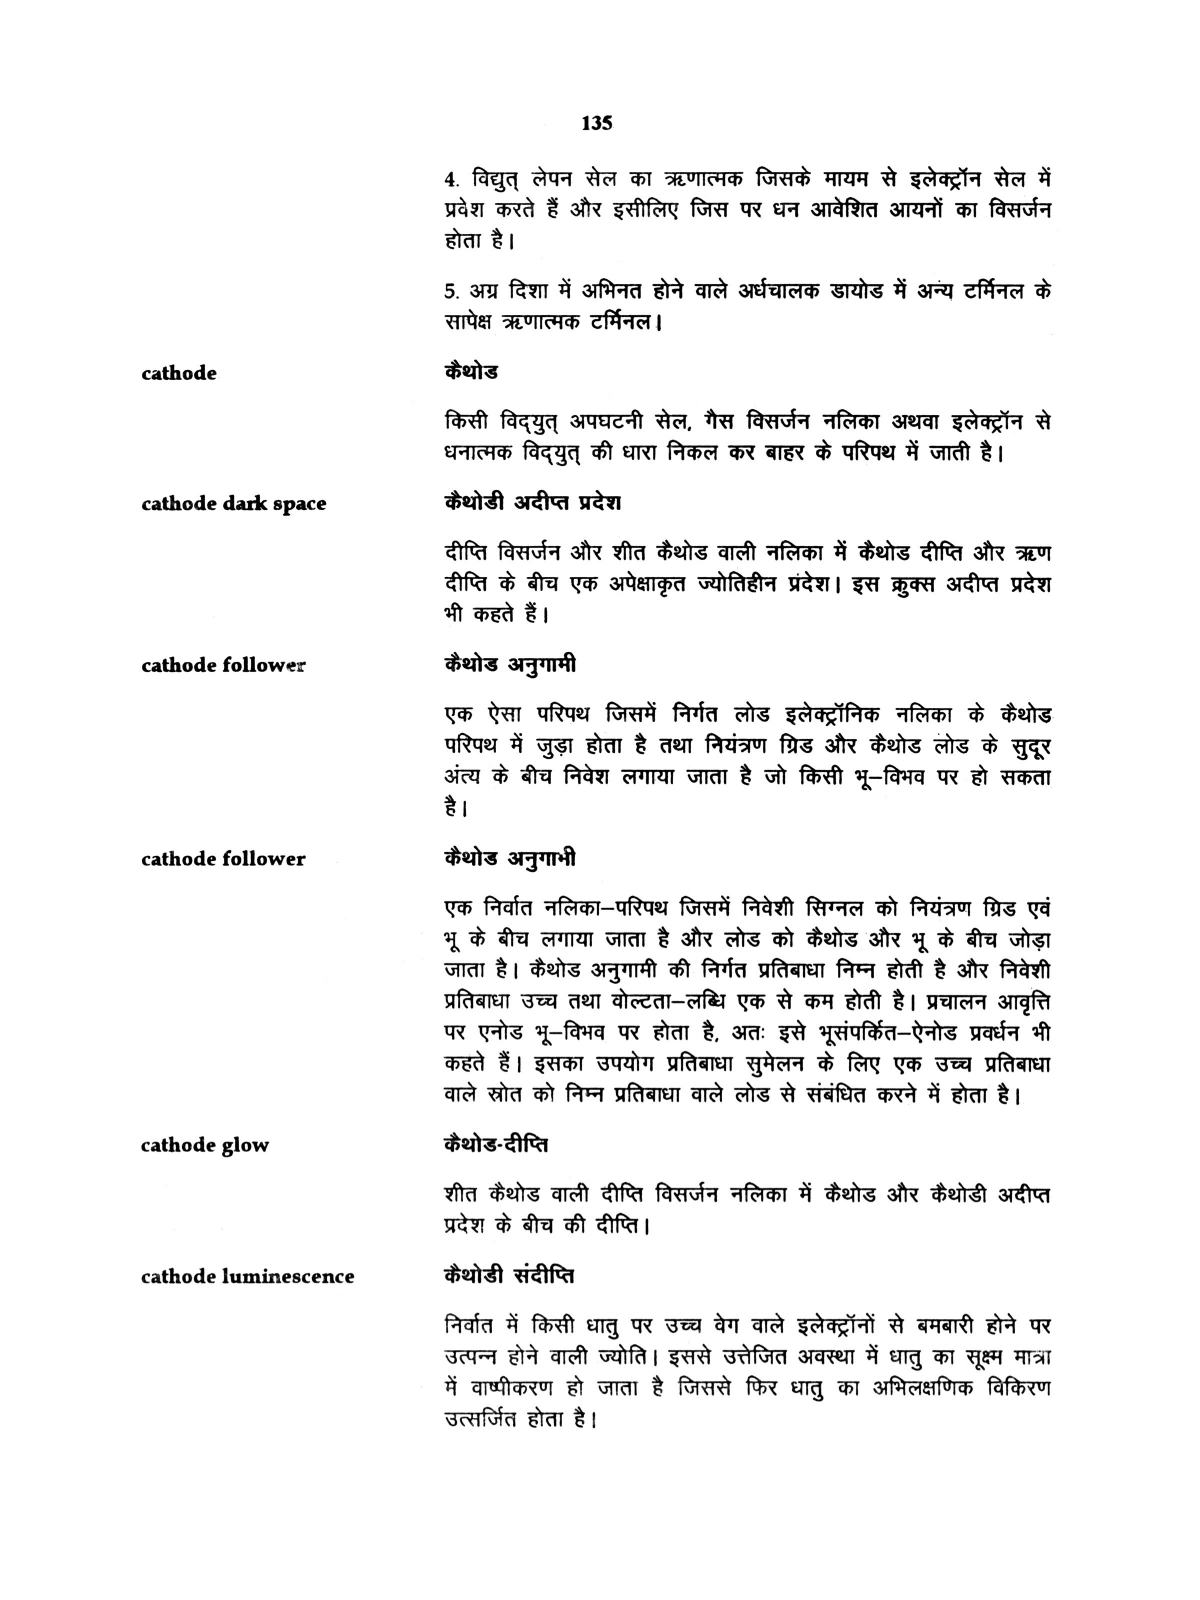 135
4. विद्युत् लेपन सेल का ऋणात्मक जिसके मायम से इलेक्ट्रॉन सेल में
प्रवेश करते हैं और इसीलिए जिस पर धन आवेशित आयनों का विसर्जन
होता है।
5. अग्र दिशा में अभिनत होने वाले अर्धचालक डायोड में अन्य टर्मिनल के
सापेक्ष ऋणात्मक टर्मिनल।
cathode कैथोड
किसी विद्‌युत् अपघटनी सेल, गैस विसर्जन नलिका अथवा इलेक्ट्रॉन से
धनात्मक विद्‌युत् की धारा निकल कर बाहर के परिपथ में जाती है।
cathode dark space कैथोडी अदीप्त प्रदेश
दीप्ति विसर्जन और शीत कैथोड वाली नलिका में कैथोड दीप्ति और ऋण
दीप्ति के बीच एक अपेक्षाकृत ज्योतिहीन प्रंदेश। इस क्रुक्स अदीप्त प्रदेश
भी कहते हैं।
cathode follower कैथोड अनुगामी
एक ऐसा परिपथ जिसमें निर्गत लोड इलेक्ट्रॉनिक नलिका के कैथोड
परिपथ में जुड़ा होता है तथा नियंत्रण ग्रिड और कैथोड लोड के सुदूर
अंत्य के बीच निवेश लगाया जाता है जो किसी भू–विभव पर हो सकता
है।
cathode follower कैथोड अनुगाभी
एक निर्वात नलिका–परिपथ जिसमें निवेशी सिग्नल को नियंत्रण ग्रिड एवं
भू के बीच लगाया जाता है और लोड को कैथोड और भू के बीच जोड़ा
जाता है। कैथोड अनुगामी की निर्गत प्रतिबाधा निम्न होती है और निवेशी
प्रतिबाधा उच्च तथा वोल्टता–लब्धि एक से कम होती है। प्रचालन आवृत्ति
पर एनोड भू–विभव पर होता है, अतः इसे भूसंपर्कित–ऐनोड प्रवर्धन भी
कहते हैं। इसका उपयोग प्रतिबाधा सुमेलन के लिए एक उच्च प्रतिबाधा
वाले स्रोत को निम्न प्रतिबाधा वाले लोड से संबंधित करने में होता है।
cathode glow कैथोड-दीप्ति
शीत कैथोड वाली दीप्ति विसर्जन नलिका में कैथोड और कैथोडी अदीप्त
प्रदेश के बीच की दीप्ति।
cathode luminescence कैथोडी संदीप्ति
निर्वात में किसी धातु पर उच्च वेग वाले इलेक्ट्रॉनों से बमबारी होने पर
उत्पन्न होने वाली ज्योति। इससे उत्तेजित अवस्था में धातु का सूक्ष्म मात्रा
में वाष्पीकरण हो जाता है जिससे फिर धातु का अभिलक्षणिक विकिरण
उत्सर्जित होता है।